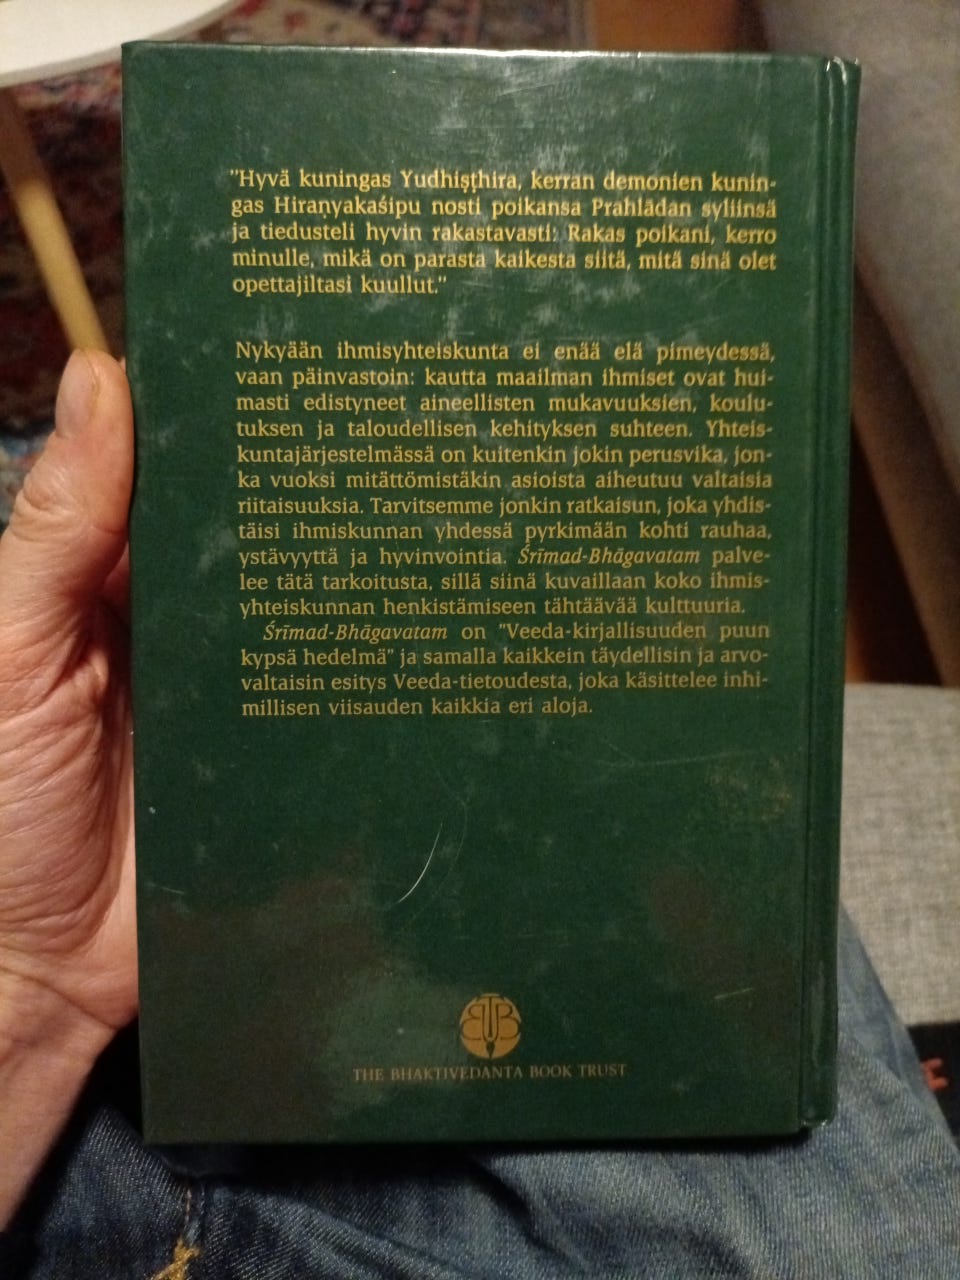 "Hyvä kuningas Yudhiṣṭhira, kerran demonien kunin-
gas Hiraṇyakaśipu nosti poikansa Prahlādan syliinsä
ja tiedusteli hyvin rakastavasti: Rakas poikani, kerro
minulle, mikä on parasta kaikesta siitä, mitä sinä olet
opettajiltasi kuullut."
Nykyään ihmisyhteiskunta ei enää elä pimeydessä,
vaan päinvastoin: kautta maailman ihmiset ovat hui-
masti edistyneet aineellisten mukavuuksien, koulu-
tuksen ja taloudellisen kehityksen suhteen. Yhteis-
kuntajärjestelmässä on kuitenkin jokin perusvika, jon-
ka vuoksi mitättömistäkin asioista aiheutuu valtaisia
riitaisuuksia. Tarvitsemme jonkin ratkaisun, joka yhdis-
täisi ihmiskunnan yhdessä pyrkimään kohti rauhaa,
ystävyyttä ja hyvinvointia. Śrīmad-Bhāgavatam palve-
lee tätä tarkoitusta, sillä siinä kuvaillaan koko ihmis-
yhteiskunnan henkistämiseen tähtäävää kulttuuria.
Śrīmad-Bhāgavatam on "Veeda-kirjallisuuden puun
kypsä hedelmä" ja samalla kaikkein täydellisin ja arvo-
valtaisin esitys Veeda-tietoudesta, joka käsittelee inhi-
millisen viisauden kaikkia eri aloja.
BTB
THE BHAKTIVEDANTA BOOK TRUST